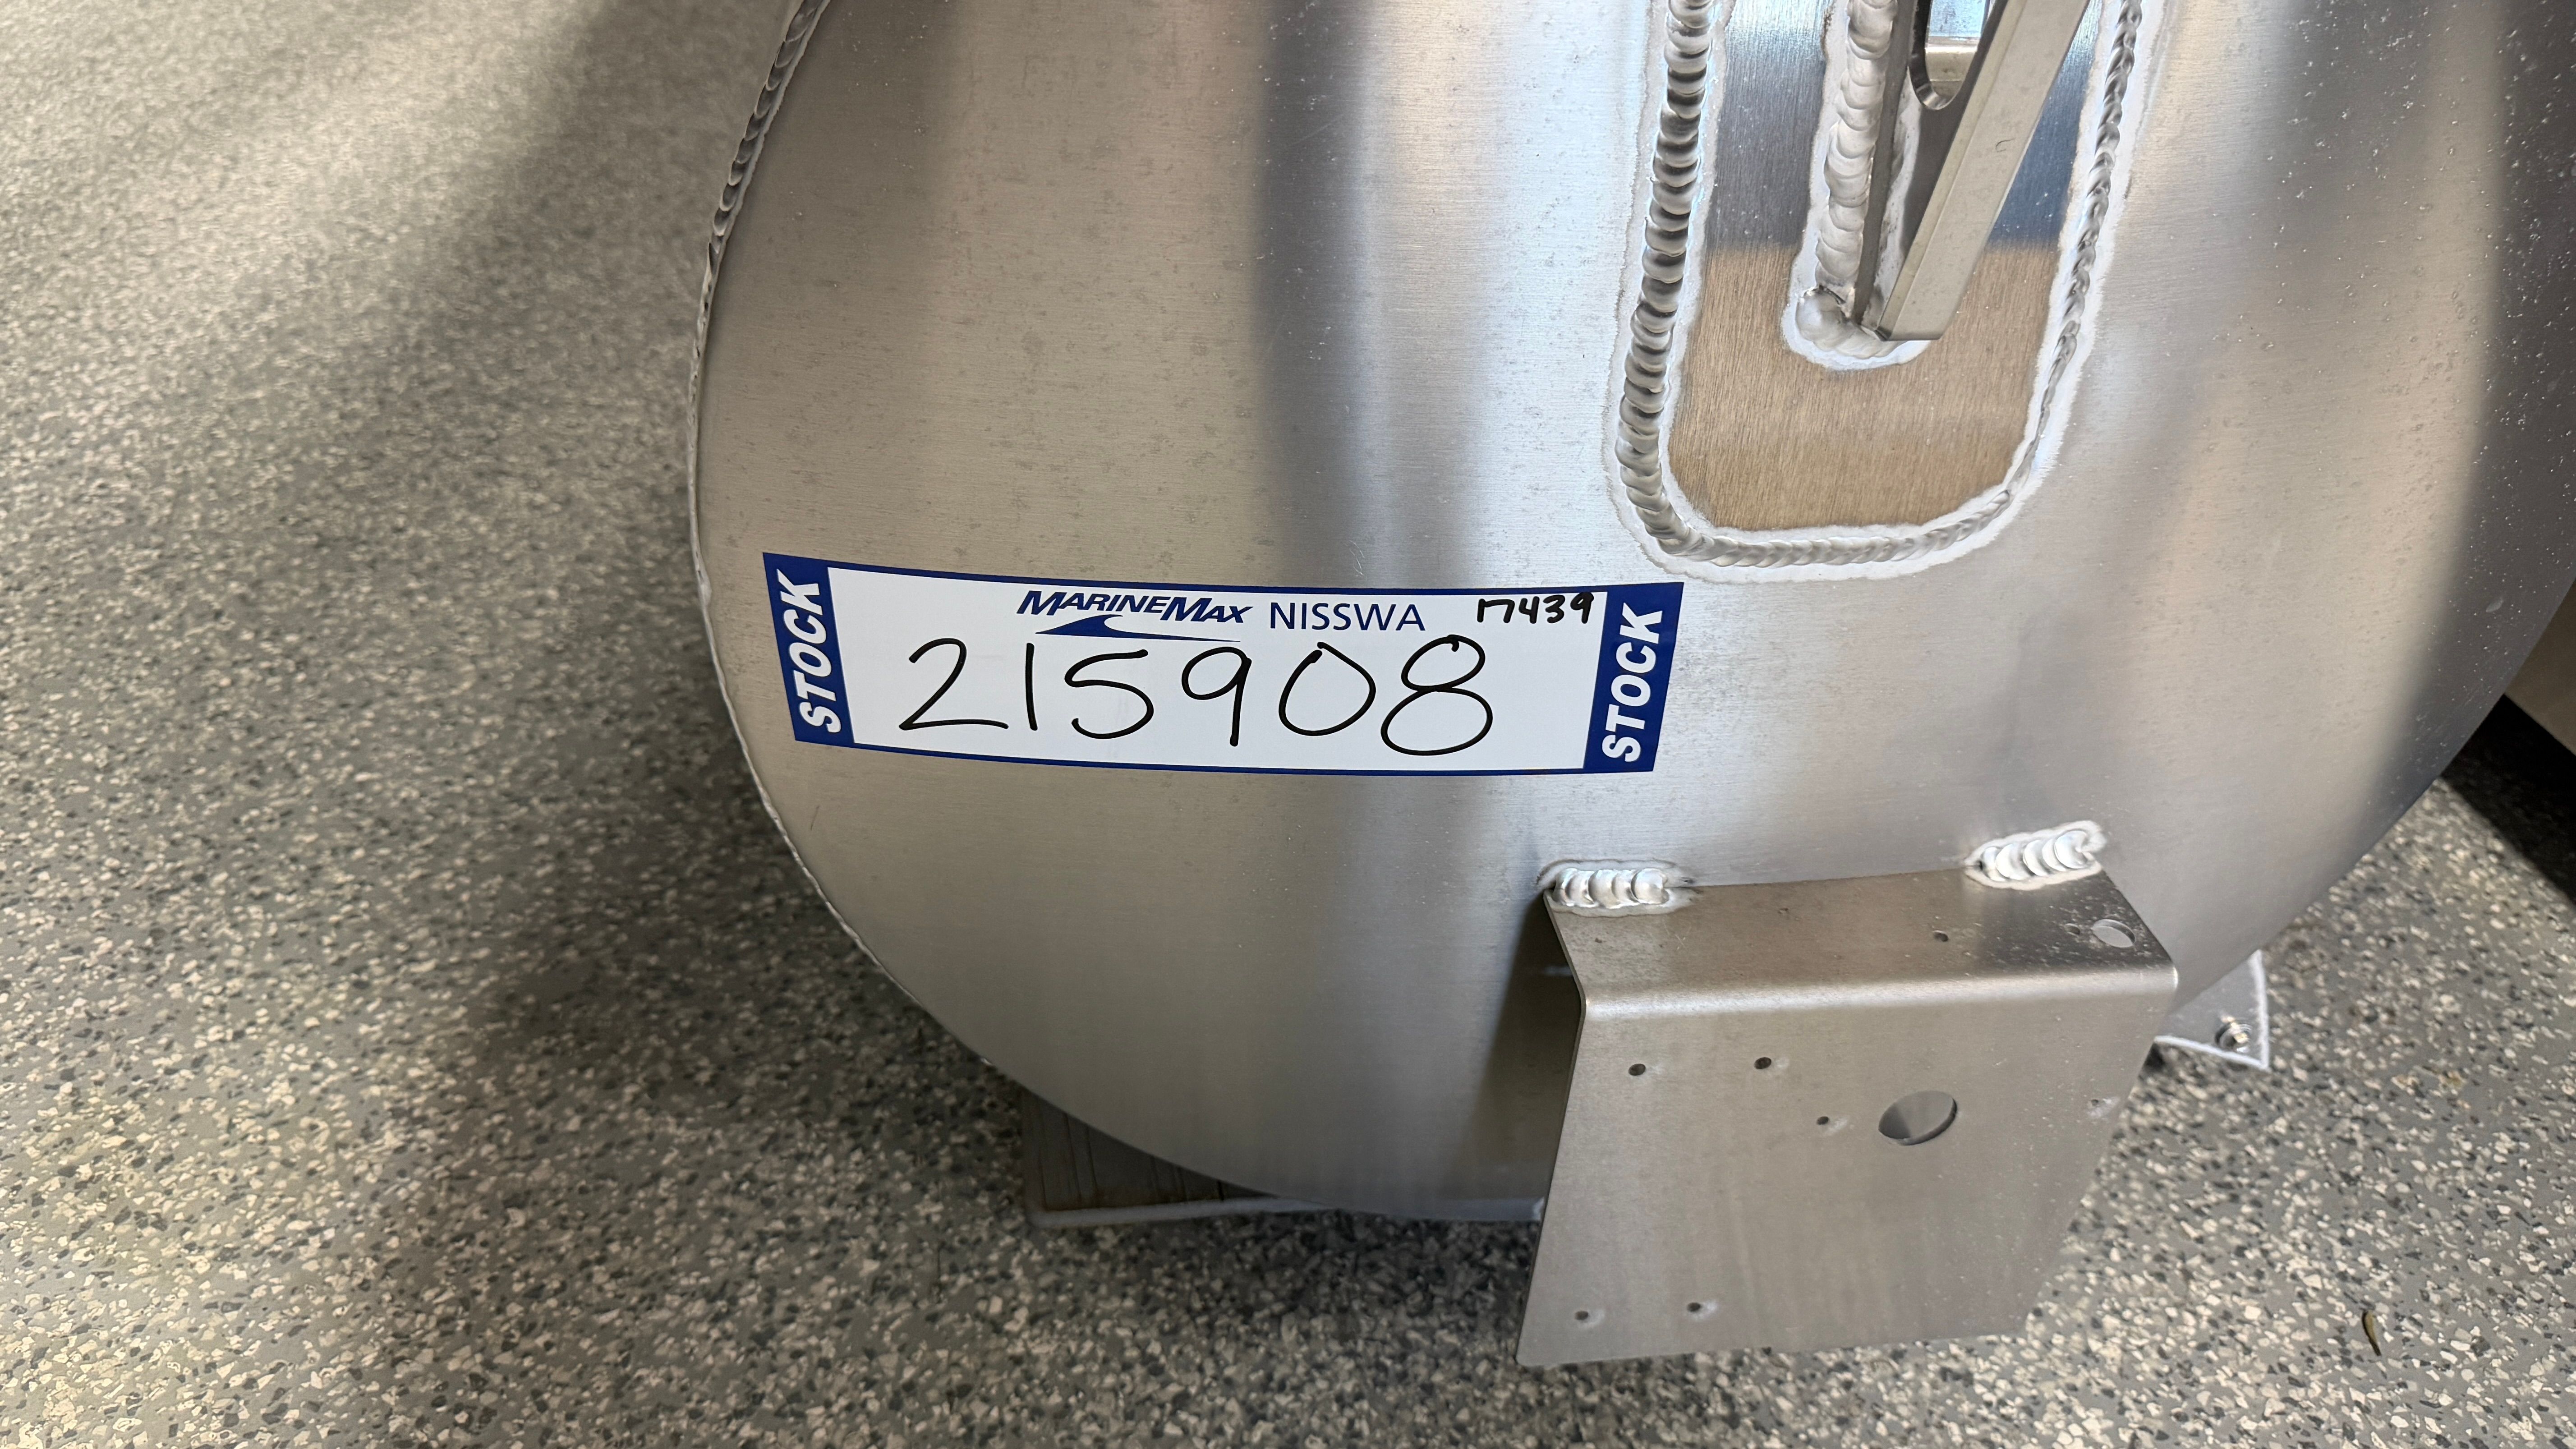 STOCK
MARINEMAX NISSWA 17439
215908
STOCK